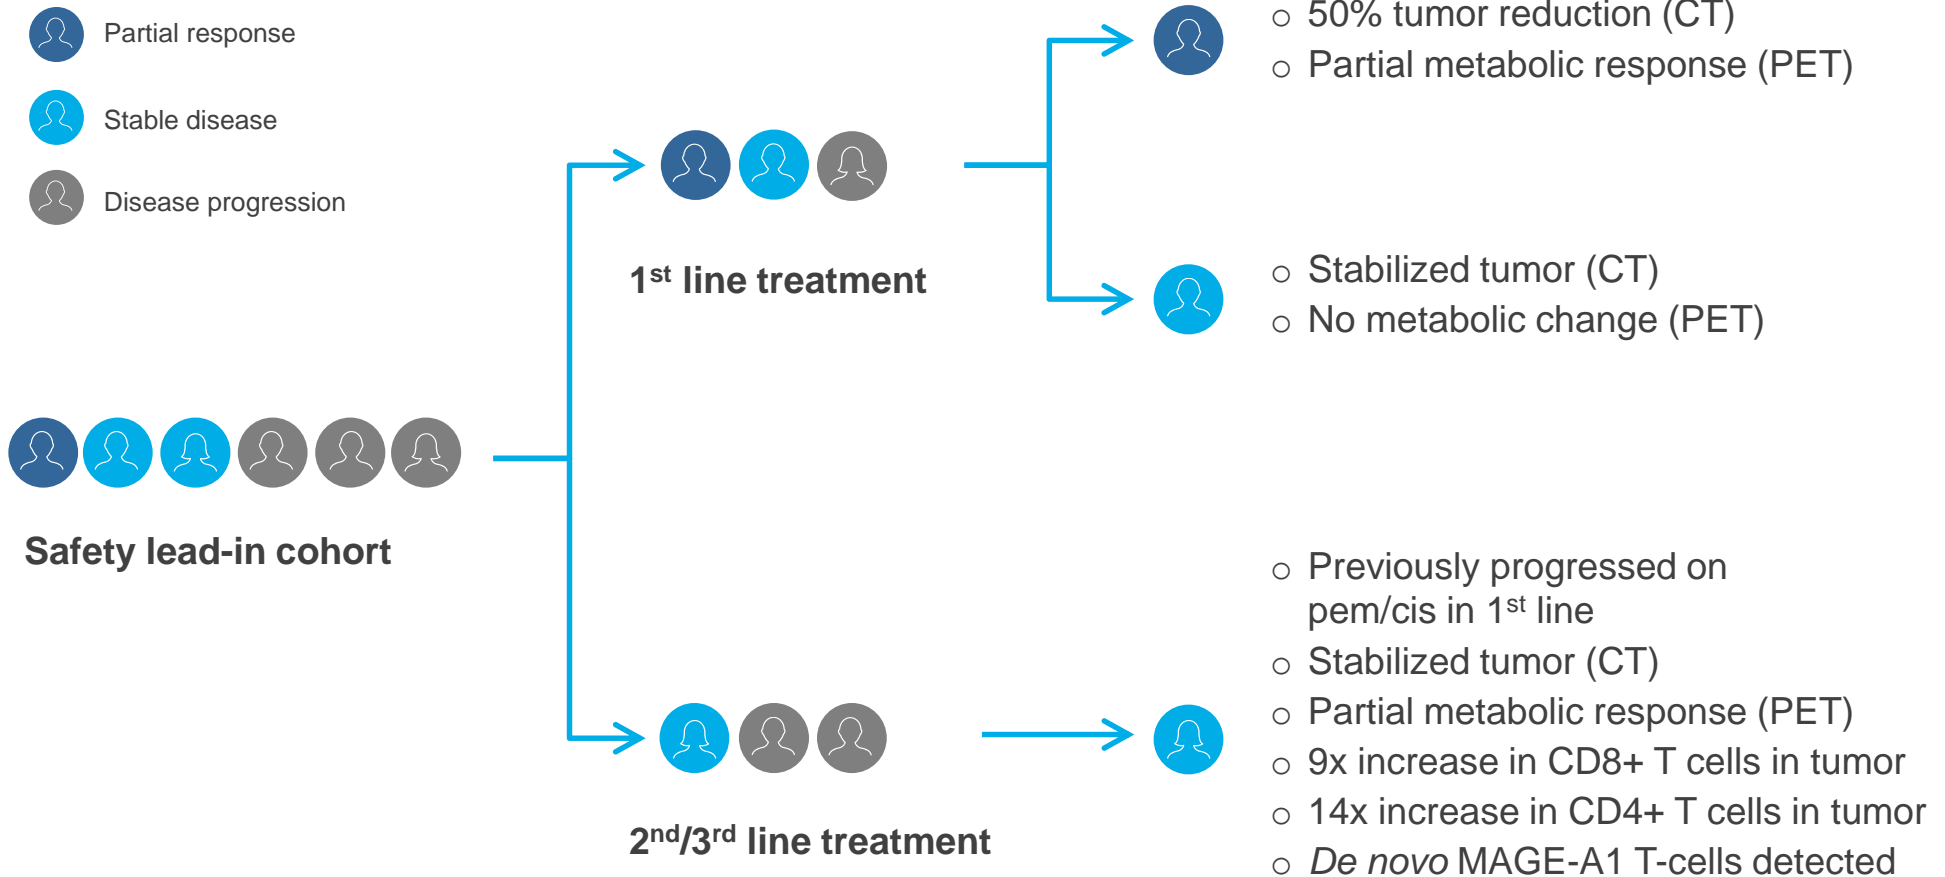 Partial response
Stable disease
Disease progression
1st line treatment
○ 50% tumor reduction (CT)
○ Partial metabolic response (PET)
○ Stabilized tumor (CT)
○ No metabolic change (PET)
Safety lead-in cohort
2nd/3rd line treatment
○ Previously progressed on
pem/cis in 1st line
○ Stabilized tumor (CT)
○ Partial metabolic response (PET)
○ 9x increase in CD8+ T cells in tumor
○ 14x increase in CD4+ T cells in tumor
○ De novo MAGE-A1 T-cells detected